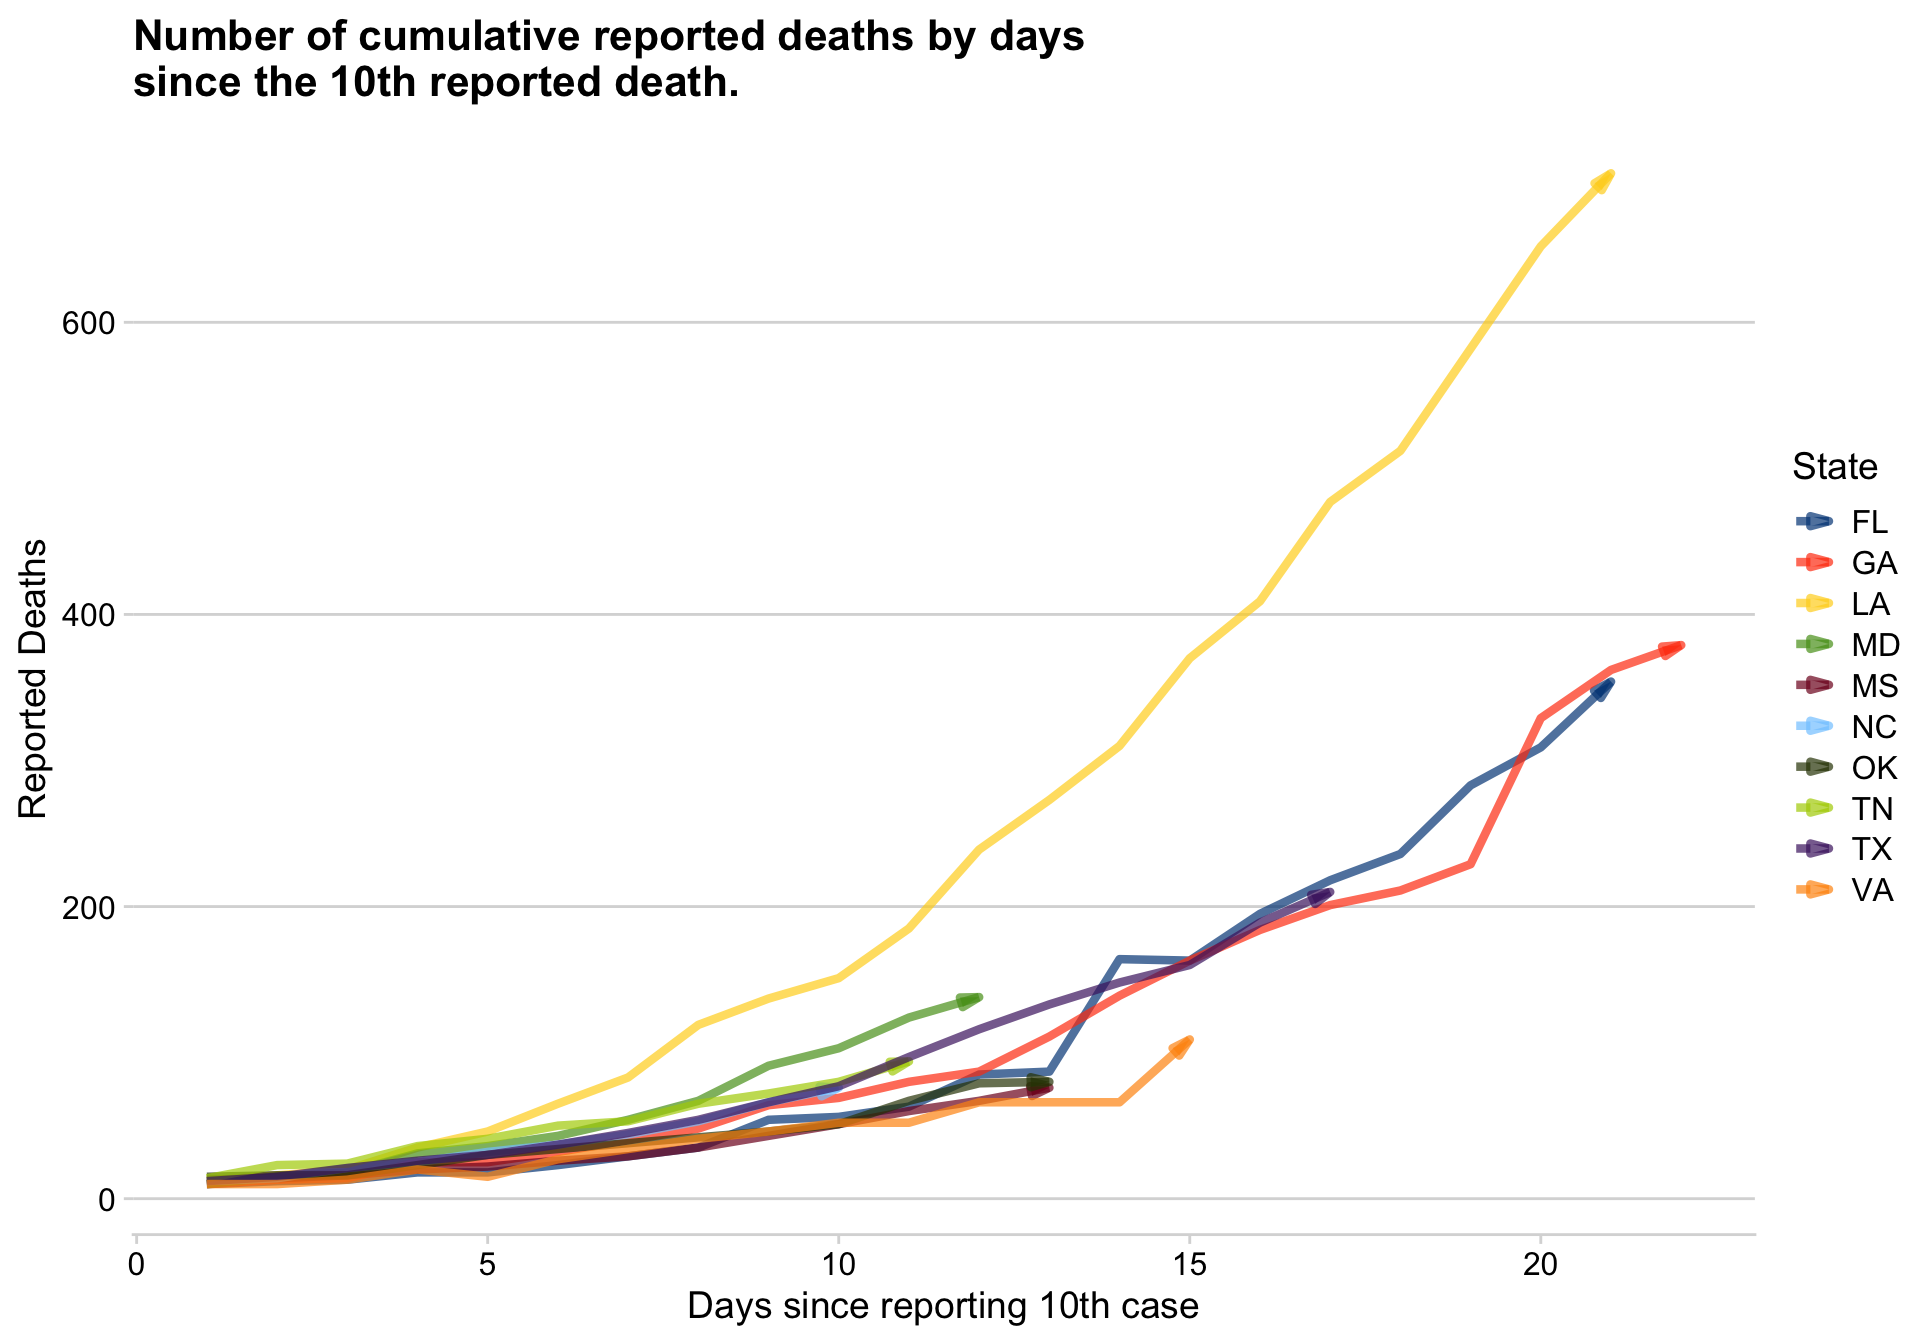 Number of cumulative reported deaths by days
since the 10th reported death.
Reported Deaths
600
400
200
0
0 5 10 15 20
Days since reporting 10th case
State
FL
GA
LA
MD
MS
NC
OK
TN
TX
VA